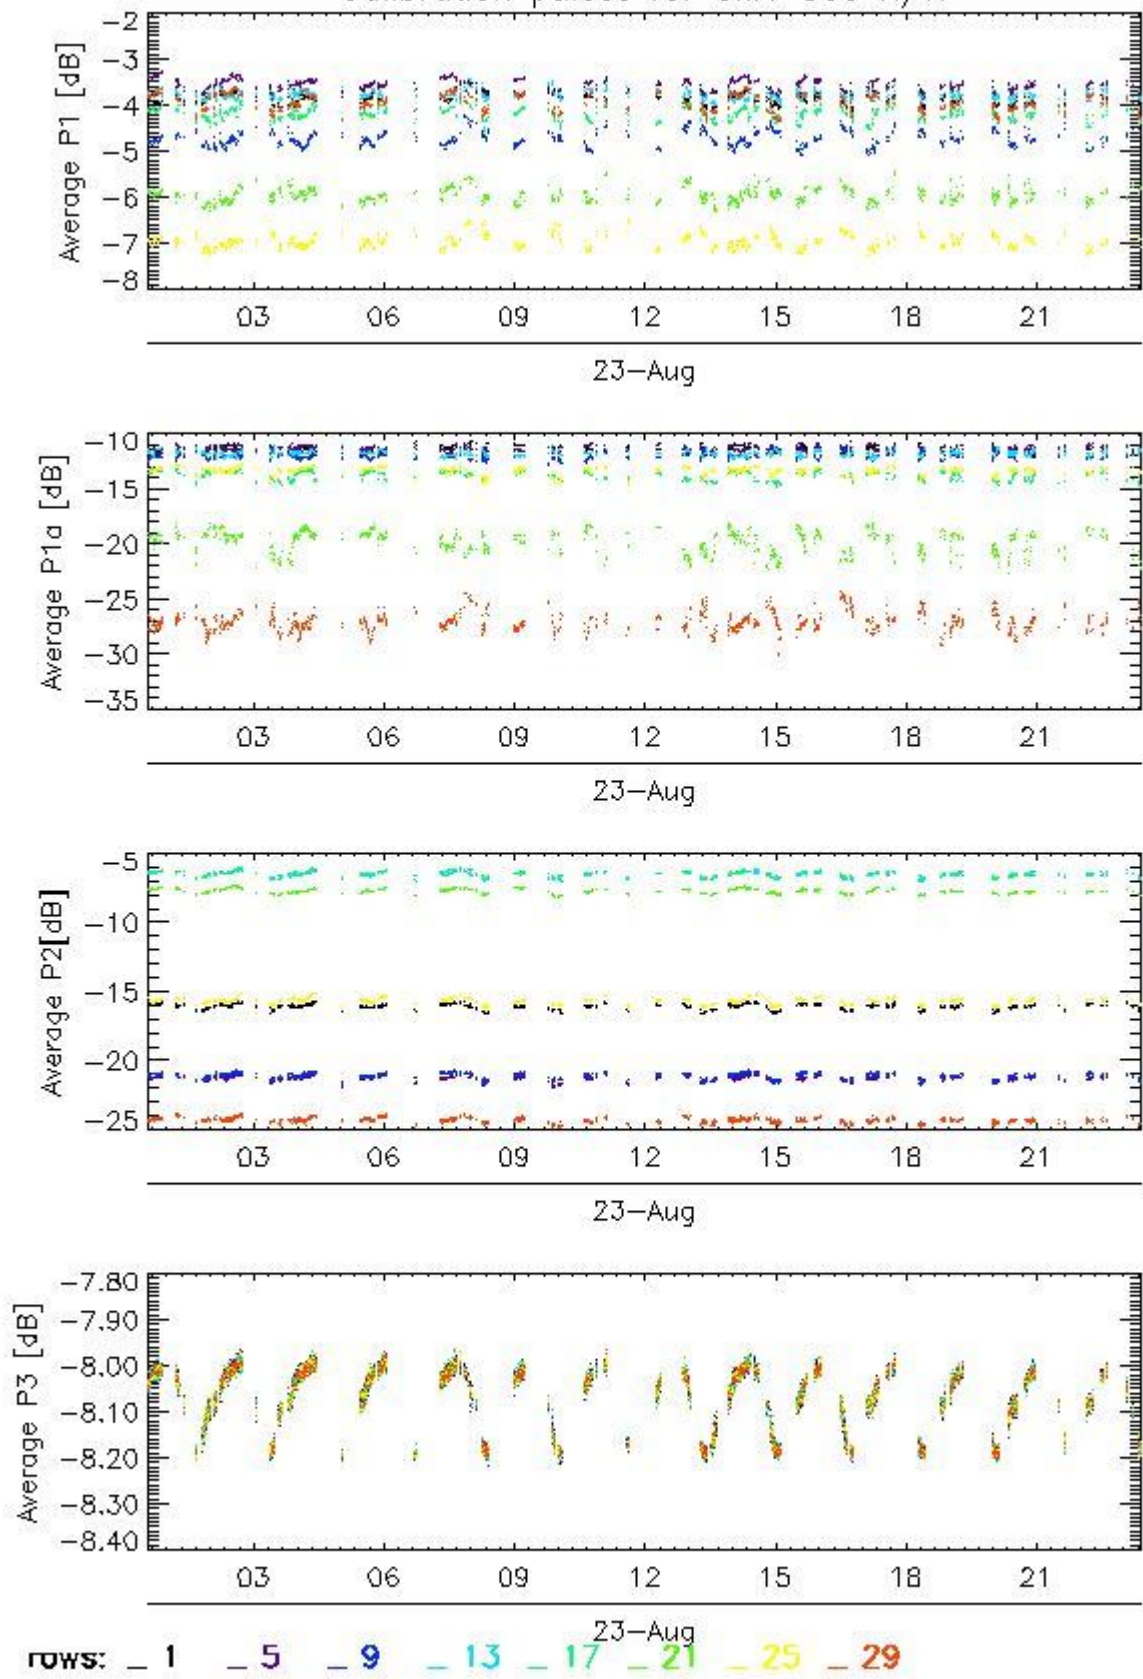 -2
-3
-4
-5
-6
-7
-8
Average P1 [dB]
03 06 09 12 15 18 21
23-Aug
-10
-15
-20
-25
-30
-35
Average P1a [dB]
03 06 09 12 15 18 21
23-Aug
-5
-10
-15
-20
-25
Average P2[dB]
03 06 09 12 15 18 21
23-Aug
-7.80
-7.90
-8.00
-8.10
-8.20
-8.30
-8.40
Average P3 [dB]
03 06 09 12 15 18 21
23-Aug
rows: _ 1 _ 5 _ 9 _ 13 _ 17 _ 21 _ 25 _ 29